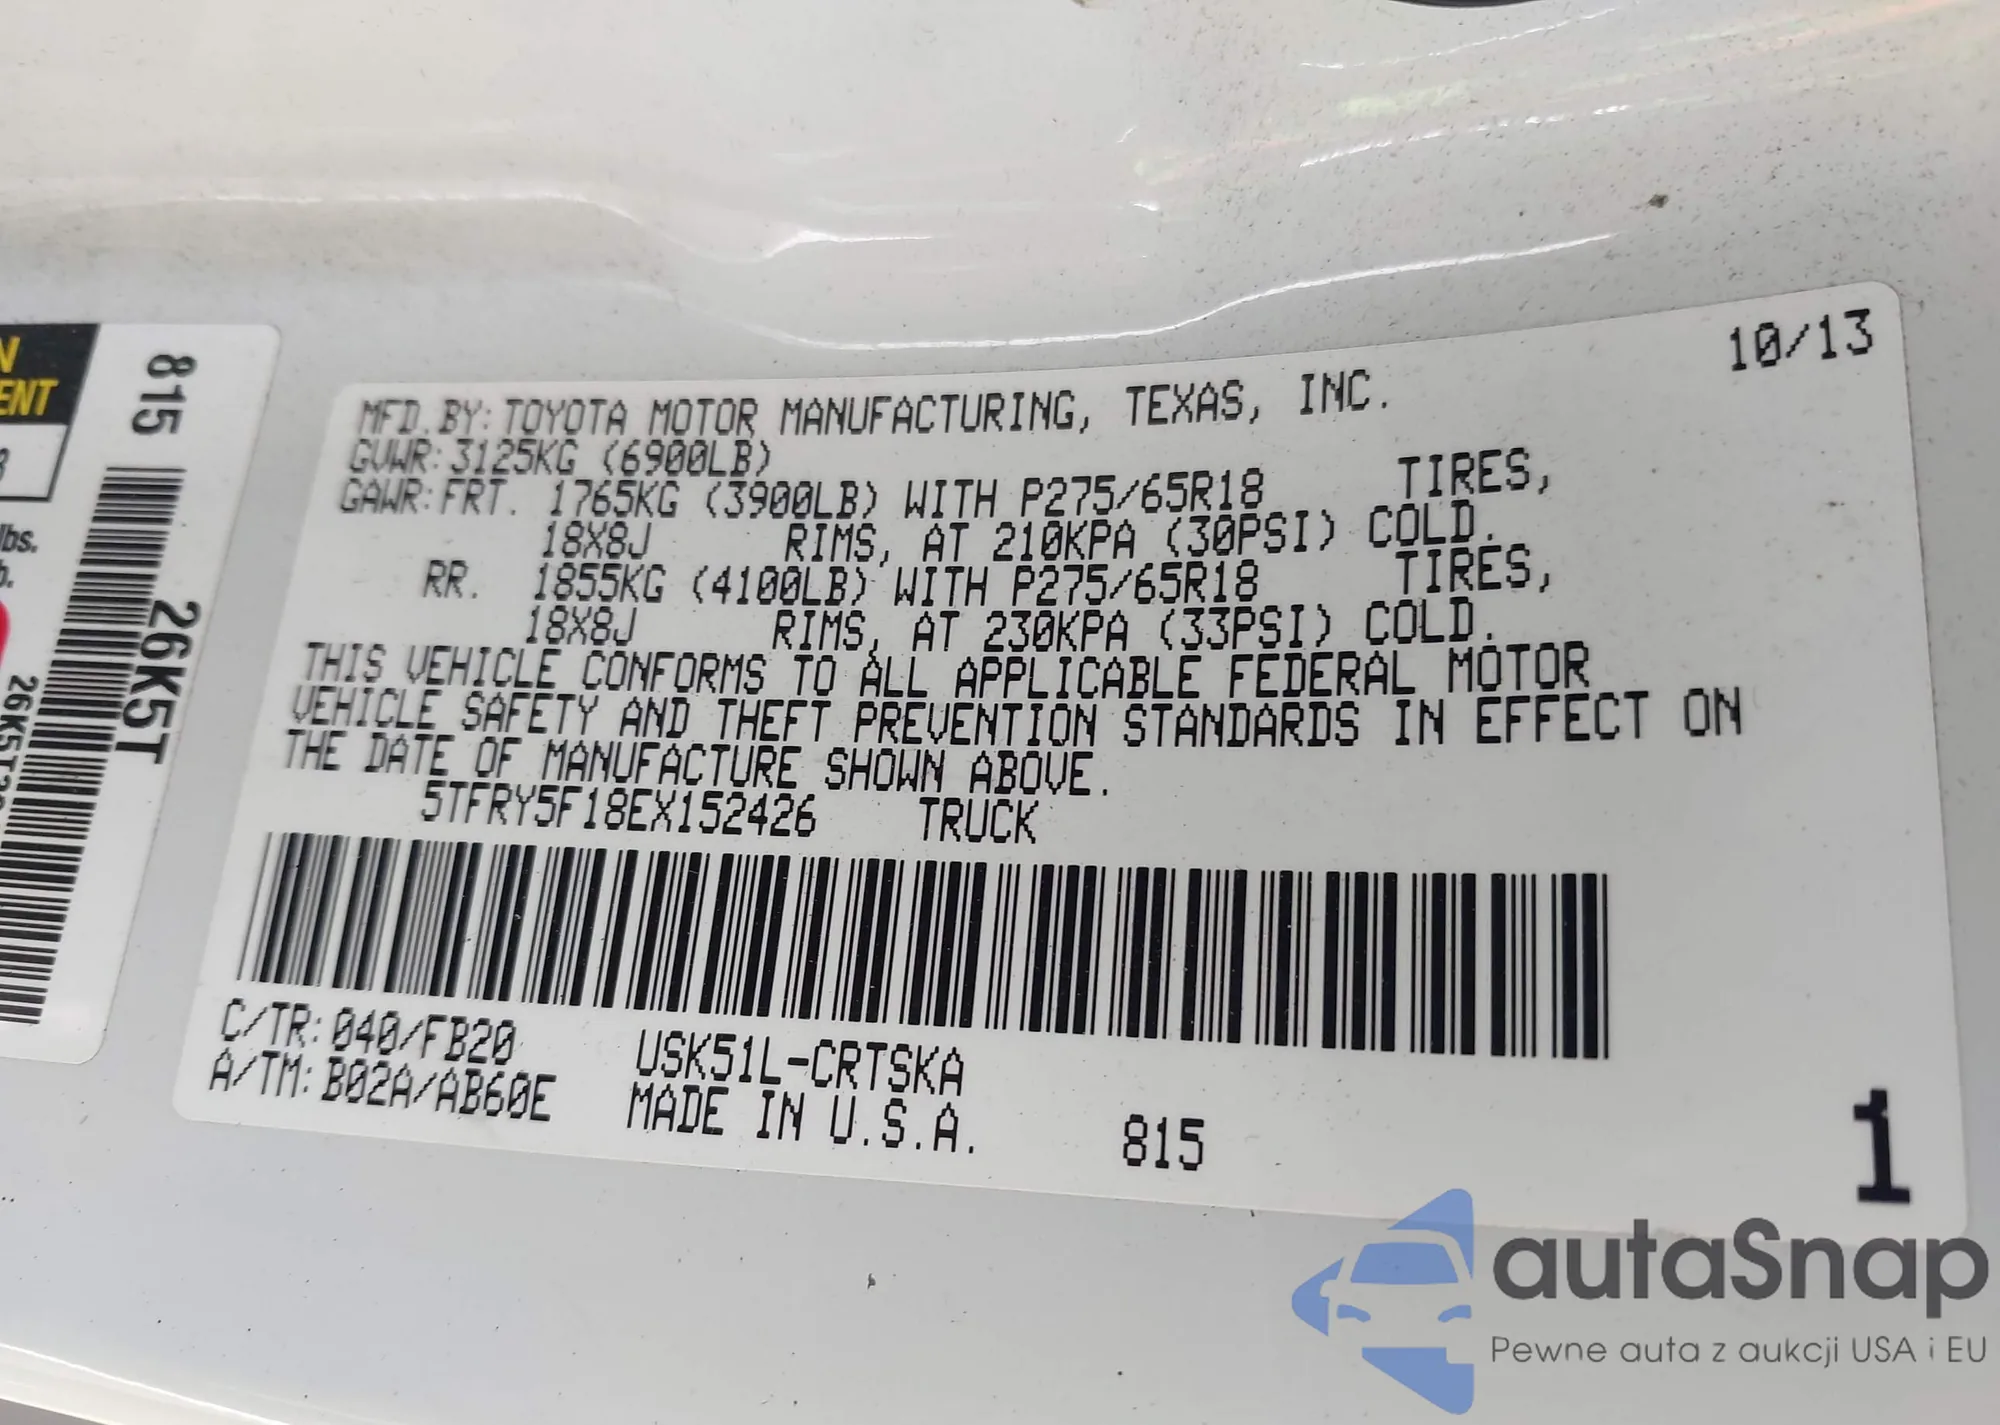 10/13
MFD.BY:TOYOTA MOTOR MANUFACTURING, TEXAS, INC.
GVWR:3125KG (6900LB)
GAWR:FRT. 1765KG (3900LB) WITH P275/65R18 TIRES,
18X8J RIMS, AT 210KPA (30PSI) COLD.
RR. 1855KG (4100LB) WITH P275/65R18 TIRES,
18X8J RIMS, AT 230KPA (33PSI) COLD.
THIS VEHICLE CONFORMS TO ALL APPLICABLE FEDERAL MOTOR
VEHICLE SAFETY AND THEFT PREVENTION STANDARDS IN EFFECT ON
THE DATE OF MANUFACTURE SHOWN ABOVE.
5TFRY5F18EX152426 TRUCK
C/TR:040/FB20 USK51L-CRTSKA
A/TM:B02A/AB60E MADE IN U.S.A. 815
1
815
26K5T
lbs.
autaSnap
Pewne auta z aukcji USA i EU